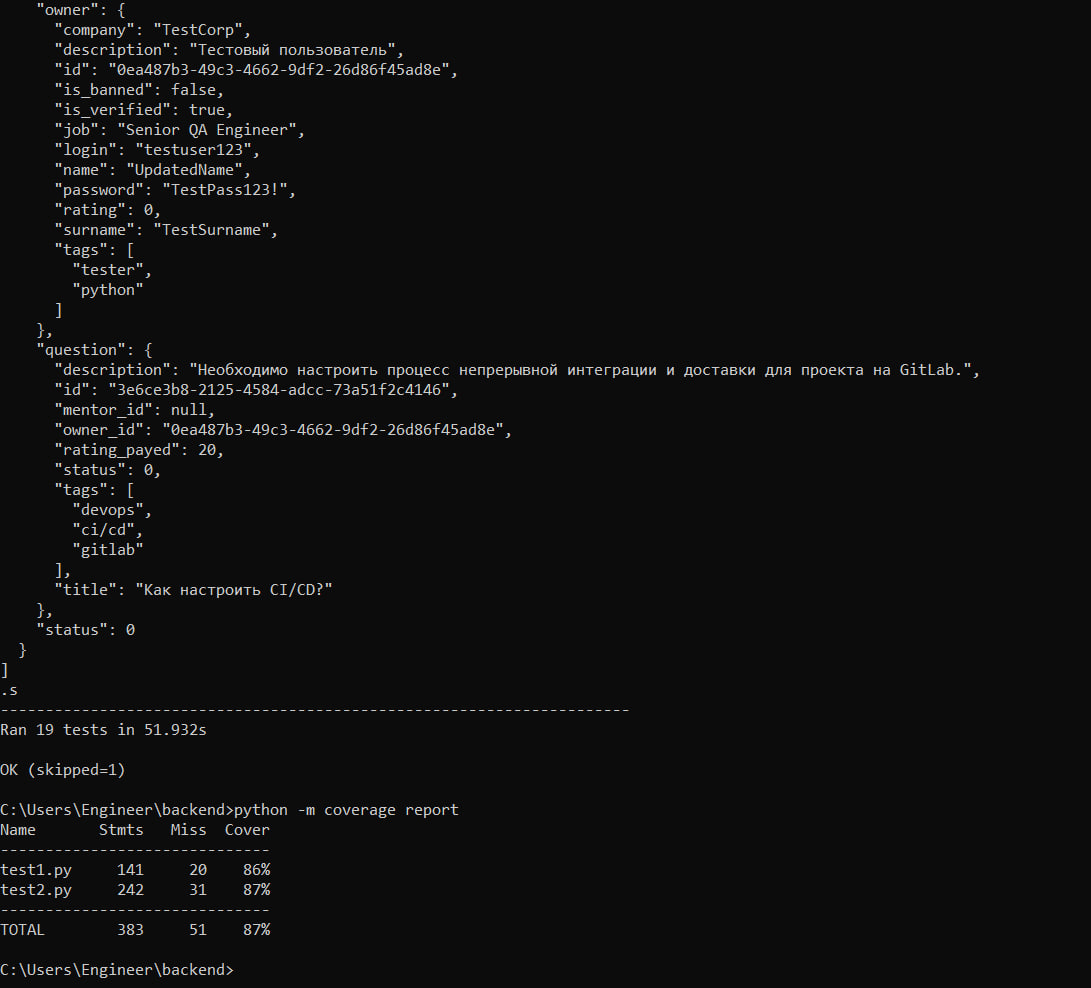 "owner": {
      "company": "TestCorp",
      "description": "Тестовый пользователь",
      "id": "0ea487b3-49c3-4662-9df2-26d86f45ad8e",
      "is_banned": false,
      "is_verified": true,
      "job": "Senior QA Engineer",
      "login": "testuser123",
      "name": "UpdatedName",
      "password": "TestPass123!",
      "rating": 0,
      "surname": "TestSurname",
      "tags": [
        "tester",
        "python"
      ]
    },
    "question": {
      "description": "Необходимо настроить процесс непрерывной интеграции и доставки для проекта на GitLab.",
      "id": "3e6ce3b8-2125-4584-adcc-73a51f2c4146",
      "mentor_id": null,
      "owner_id": "0ea487b3-49c3-4662-9df2-26d86f45ad8e",
      "rating_payed": 20,
      "status": 0,
      "tags": [
        "devops",
        "ci/cd",
        "gitlab"
      ],
      "title": "Как настроить CI/CD?"
    },
    "status": 0
  }
]
.s
----------------------------------------------------------------------
Ran 19 tests in 51.932s

OK (skipped=1)

C:\Users\Engineer\backend>python -m coverage report
Name       Stmts   Miss  Cover
------------------------------
test1.py     141     20    86%
test2.py     242     31    87%
------------------------------
TOTAL        383     51    87%

C:\Users\Engineer\backend>